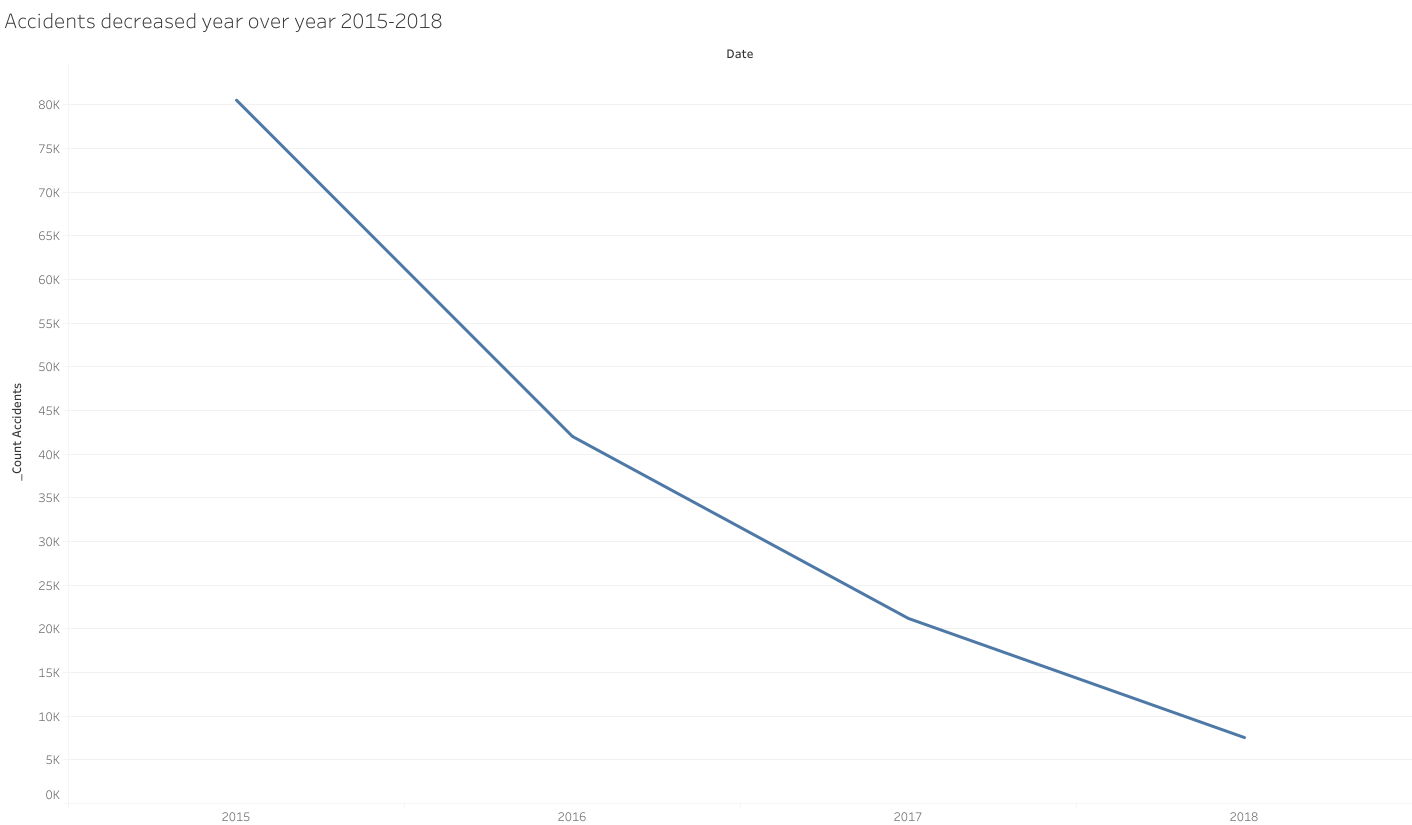 Accidents decreased year over year 2015-2018
Date
80K
75K
70K
65K
60K
55K
50K
45K
40K
35K
30K
25K
20K
15K
10K
5K
0K
_Count Accidents
2015
2016
2017
2018